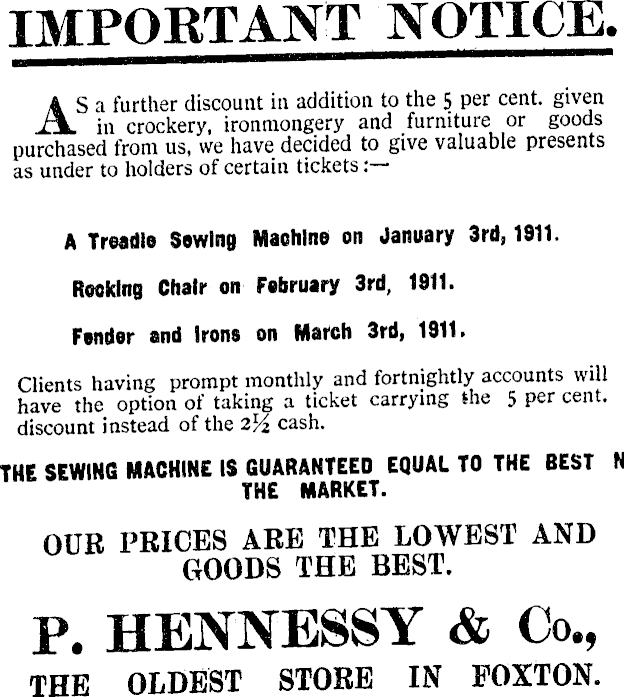 IMPORTANT NOTICE.
AS a further discount in addition to the 5 per cent. given
in crockery, ironmongery and furniture or goods
purchased from us, we have decided to give valuable presents
as under to holders of certain tickets:—
A Treadle Sewing Machine on January 3rd, 1911.
Rocking Chair on February 3rd, 1911.
Fender and Irons on March 3rd, 1911.
Clients having prompt monthly and fortnightly accounts will
have the option of taking a ticket carrying the 5 per cent.
discount instead of the 2½ cash.
THE SEWING MACHINE IS GUARANTEED EQUAL TO THE BEST N
THE MARKET.
OUR PRICES ARE THE LOWEST AND
GOODS THE BEST.
P. HENNESSY & Co.,
THE OLDEST STORE IN FOXTON.